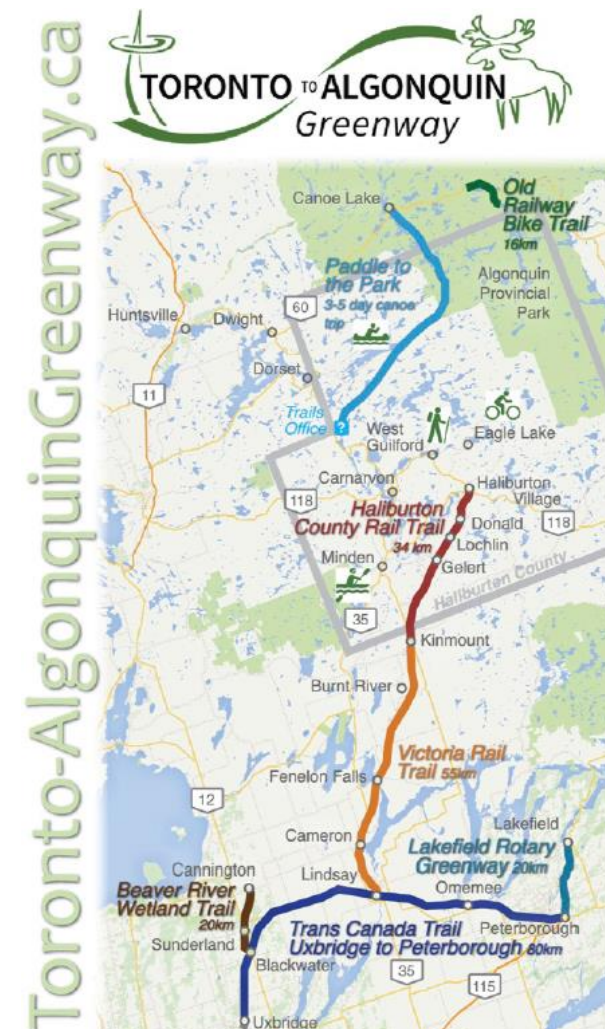 Toronto-AlgonquinGreenway.ca
TORONTO TO ALGONQUIN
Greenway
Canoe Lake
Old
Railway
Bike Trail
16km
Paddle to
the Park
3-5 day canoe
trip
Algonquin
Provincial
Park
60
Huntsville
Dwight
Dorset
11
Trails
Office
?
West
Guilford
Eagle Lake
Carnarvon
118
Haliburton
Village
Haliburton
County Rail Trail
34 km
Donald
118
Lochlin
Minden
Gelert
Haliburton County
35
Kinmount
Burnt River
Victoria Rail
Trail 55km
Fenelon Falls
12
Cameron
Lakefield
Lakefield Rotary
Greenway 20km
Cannington
Lindsay
Omemee
Beaver River
Wetland Trail
20km
Peterborough
Trans Canada Trail
Uxbridge to Peterborough 80km
Sunderland
Blackwater
35
115
Uxbridge